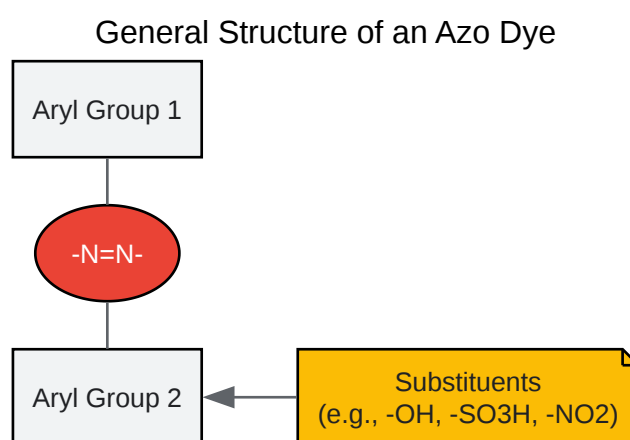 General Structure of an Azo Dye
Aryl Group 1
-N=N-
Aryl Group 2
Substituents
(e.g., -OH, -SO3H, -NO2)